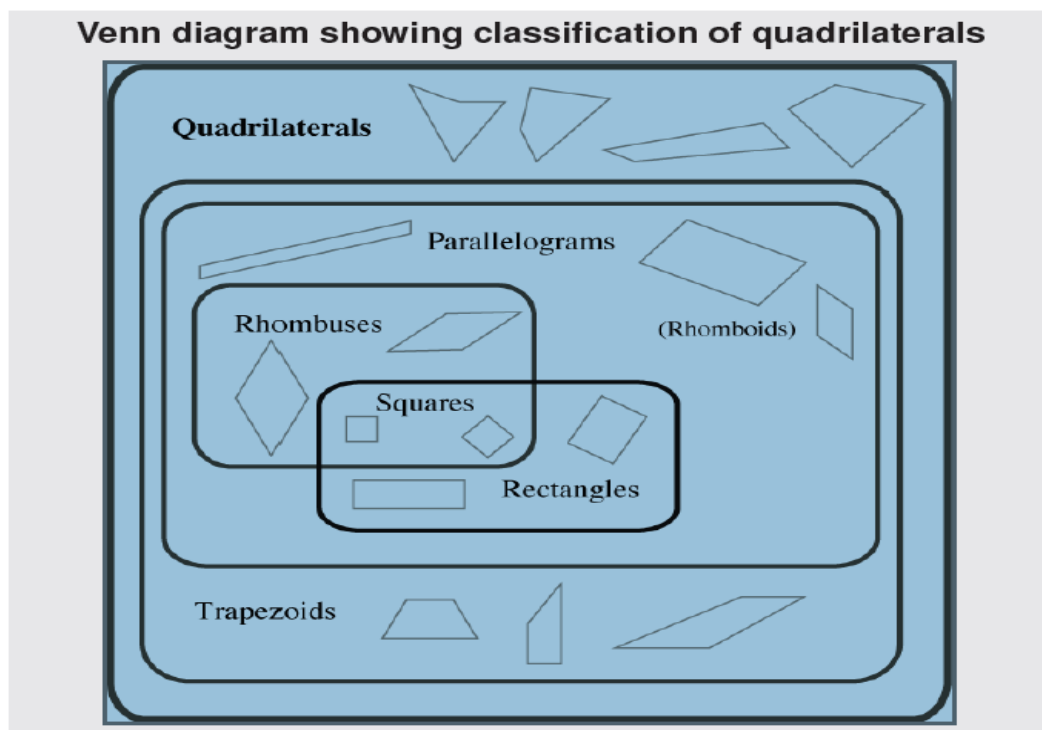 Venn diagram showing classification of quadrilaterals
Quadrilaterals
Parallelograms
Rhombuses
(Rhomboids)
Squares
Rectangles
Trapezoids